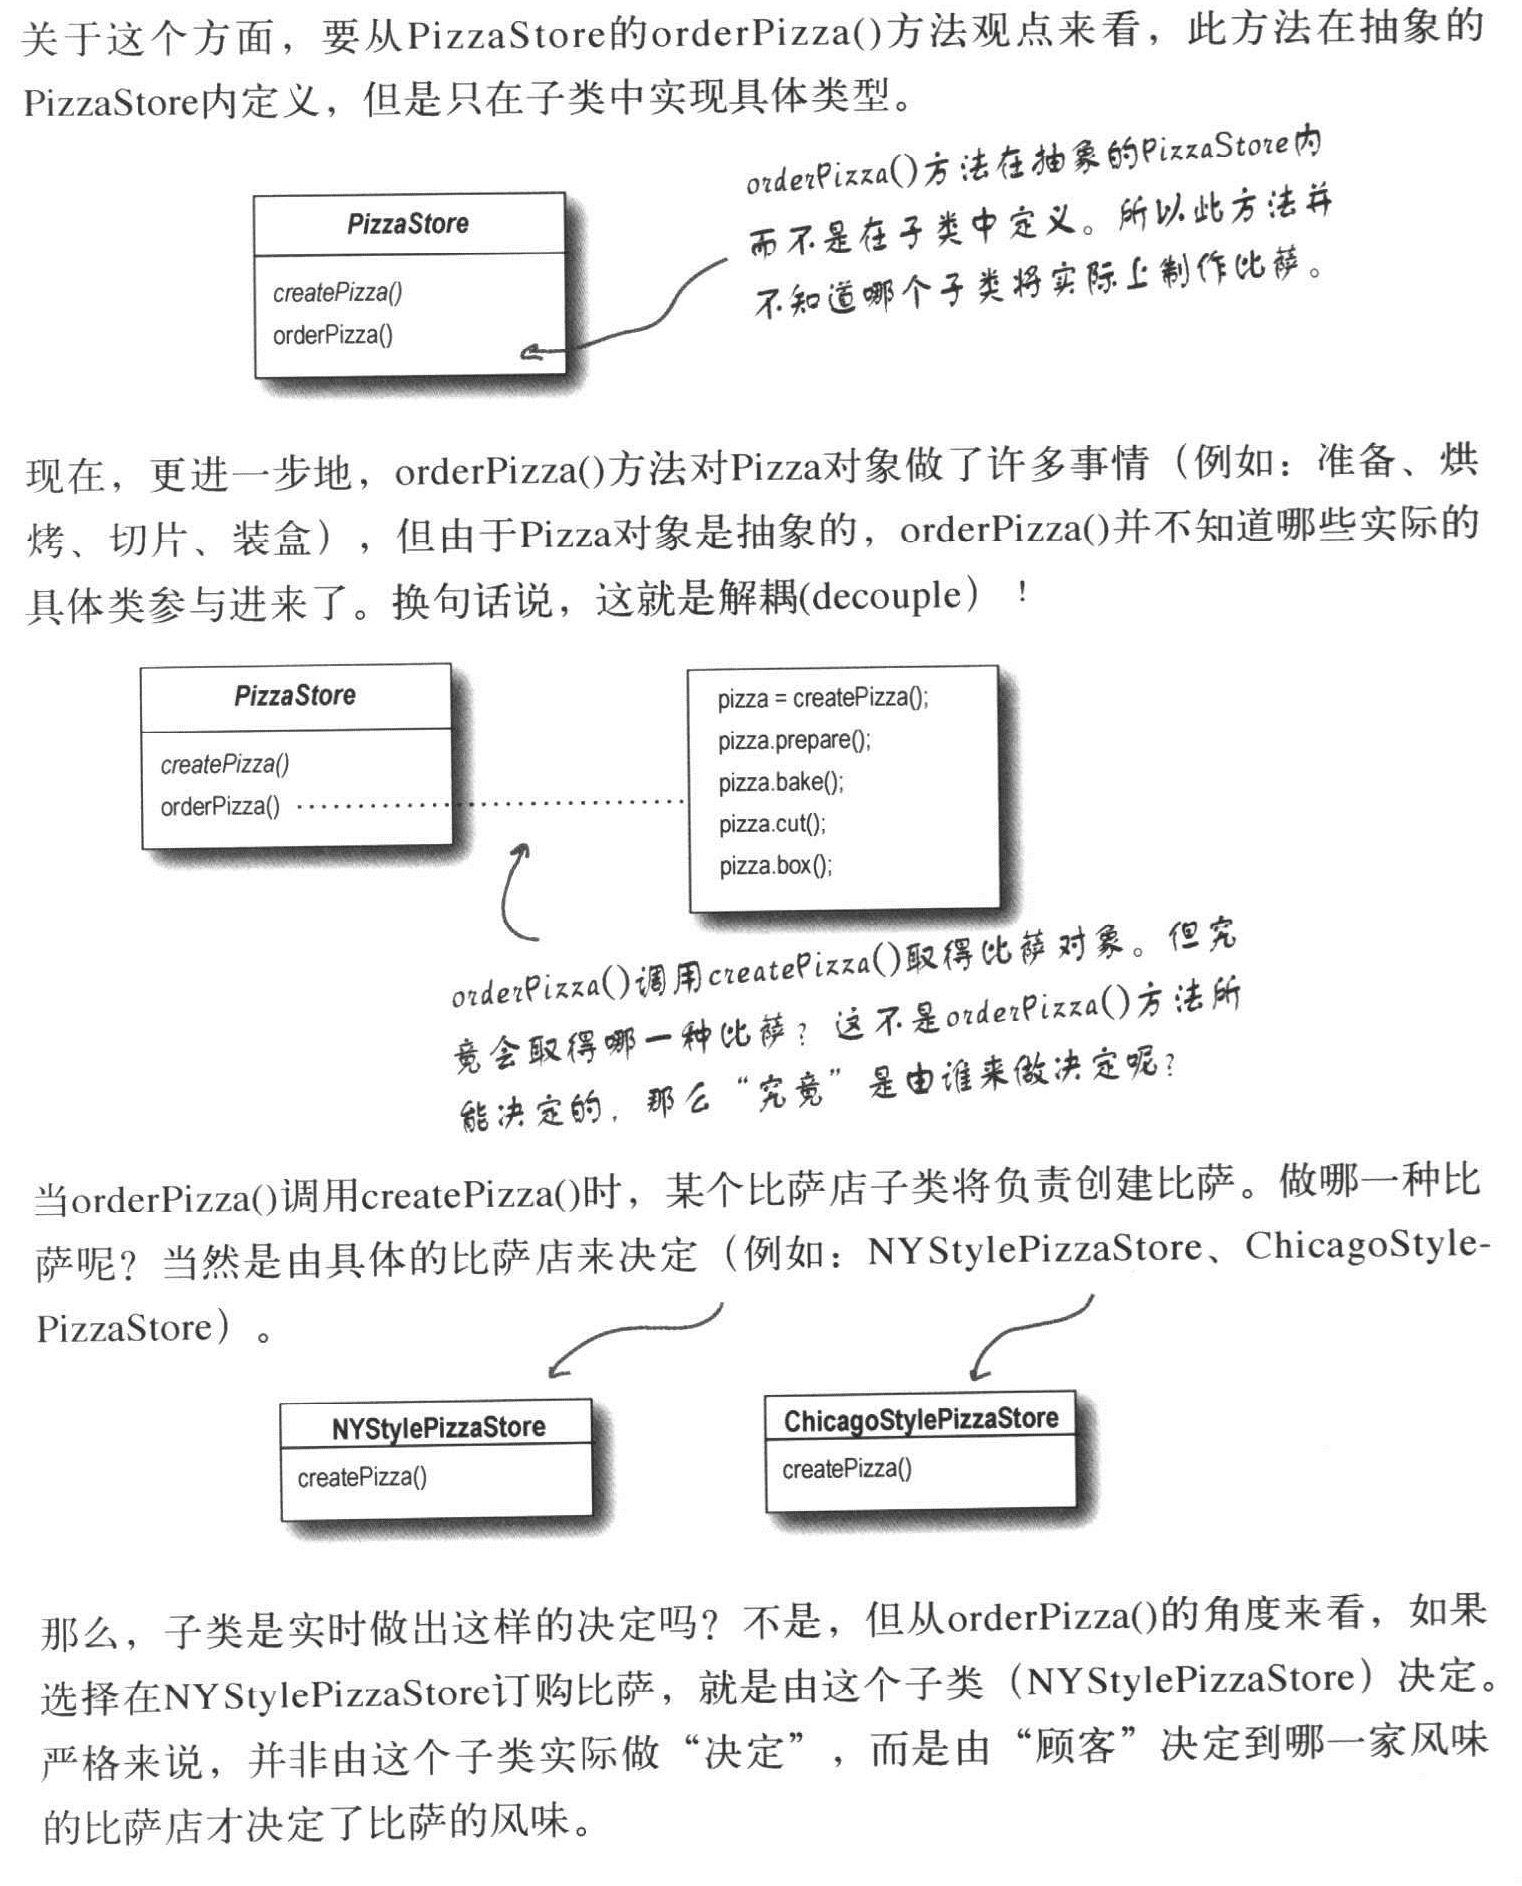 关于这个方面，要从PizzaStore的orderPizza()方法观点来看，此方法在抽象的
PizzaStore内定义，但是只在子类中实现具体类型。
orderPizza()方法在抽象的PizzaStore内
而不是在子类中定义。所以此方法并
不知道哪个子类将实际上制作比萨。
PizzaStore
createPizza()
orderPizza()
现在，更进一步地，orderPizza()方法对Pizza对象做了许多事情（例如：准备、烘
烤、切片、装盒），但由于Pizza对象是抽象的，orderPizza()并不知道哪些实际的
具体类参与进来了。换句话说，这就是解耦(decouple）！
PizzaStore
createPizza()
orderPizza()
pizza = createPizza();
pizza.prepare();
pizza.bake();
pizza.cut();
pizza.box();
orderPizza()调用createPizza()取得比萨对象。但究
竟会取得哪一种比萨？这不是orderPizza()方法所
能决定的，那么“究竟”是由谁来做决定呢？
当orderPizza()调用createPizza()时，某个比萨店子类将负责创建比萨。做哪一种比
萨呢？当然是由具体的比萨店来决定（例如：NYStylePizzaStore、ChicagoStyle-
PizzaStore）。
NYStylePizzaStore
createPizza()
ChicagoStylePizzaStore
createPizza()
那么，子类是实时做出这样的决定吗？不是，但从orderPizza()的角度来看，如果
选择在NYStylePizzaStore订购比萨，就是由这个子类（NYStylePizzaStore）决定。
严格来说，并非由这个子类实际做“决定”，而是由“顾客”决定到哪一家风味
的比萨店才决定了比萨的风味。